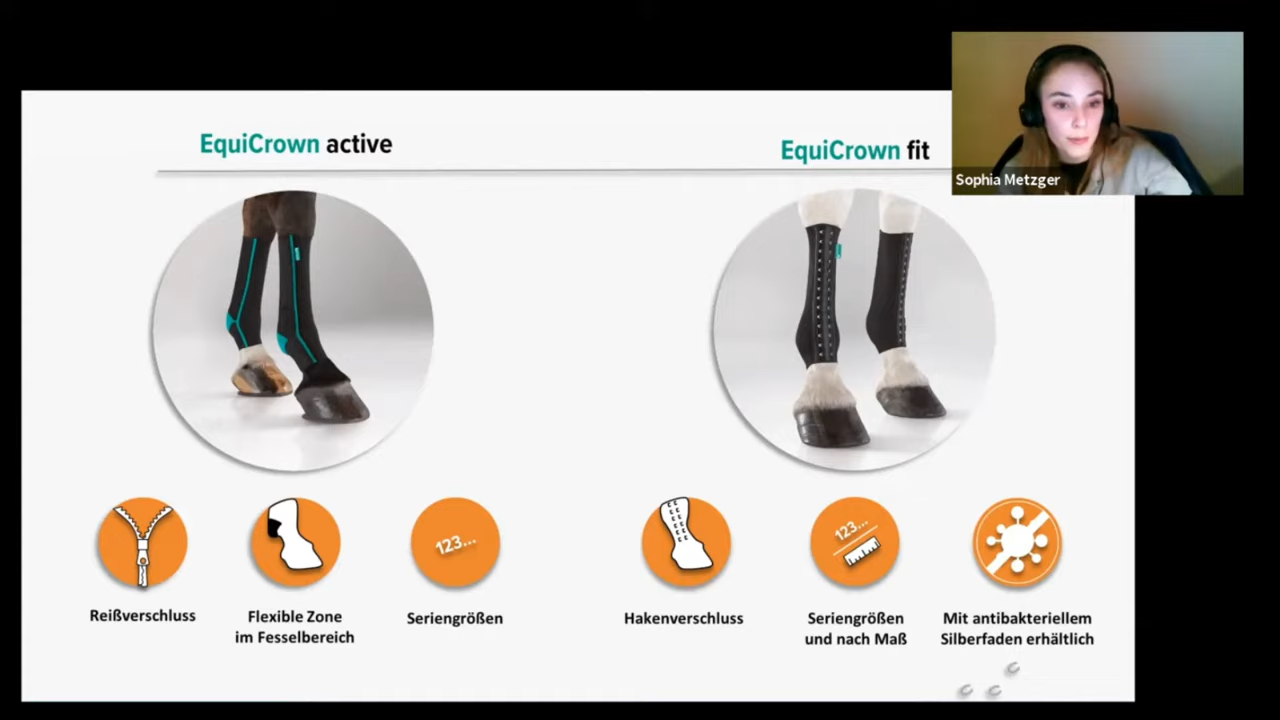 EquiCrown active
EquiCrown fit
Sophia Metzger
123...
123...
Reißverschluss
Flexible Zone
im Fesselbereich
Seriengrößen
Hakenverschluss
Seriengrößen
und nach Maß
Mit antibakteriellem
Silberfaden erhältlich